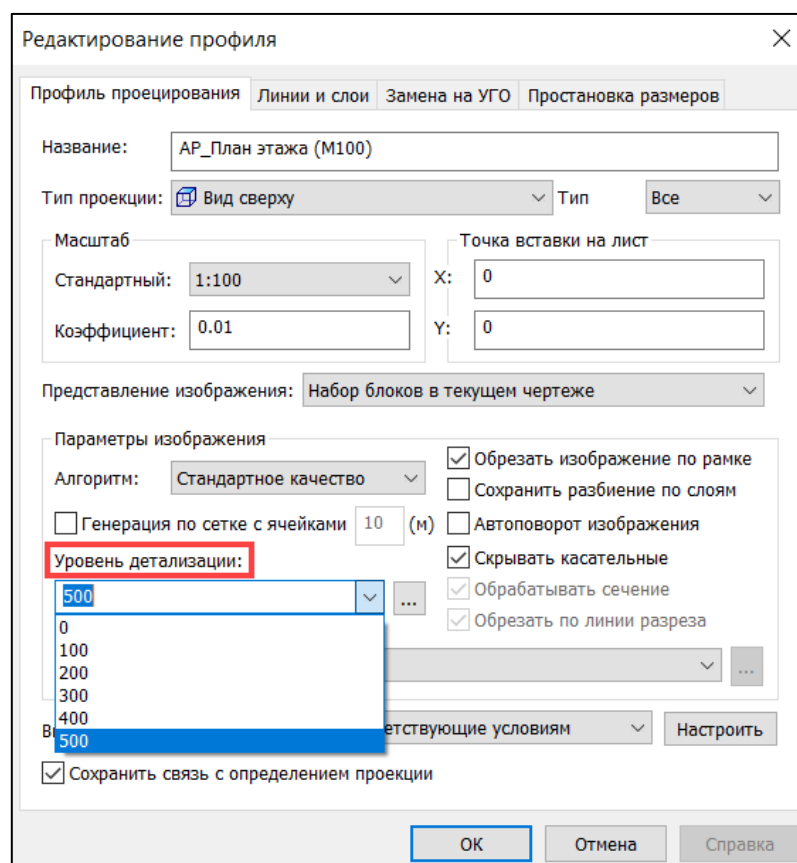 Редактирование профиля
Профиль проецирования Линии и слои Замена на УГО Простановка размеров
Название: АР_План этажа (М100)
Тип проекции: Вид сверху Тип Все
Масштаб
Стандартный: 1:100
Коэффициент: 0.01
Точка вставки на лист
X: 0
Y: 0
Представление изображения: Набор блоков в текущем чертеже
Параметры изображения
Алгоритм: Стандартное качество
Генерация по сетке с ячейками 10 (м)
Уровень детализации:
500
...
0
100
200
300
400
500
Обрезать изображение по рамке
Сохранить разбиение по слоям
Автоповорот изображения
Скрывать касательные
Обрабатывать сечение
Обрезать по линии разреза
...
етствующие условиям Настроить
Сохранить связь с определением проекции
ОК Отмена Справка